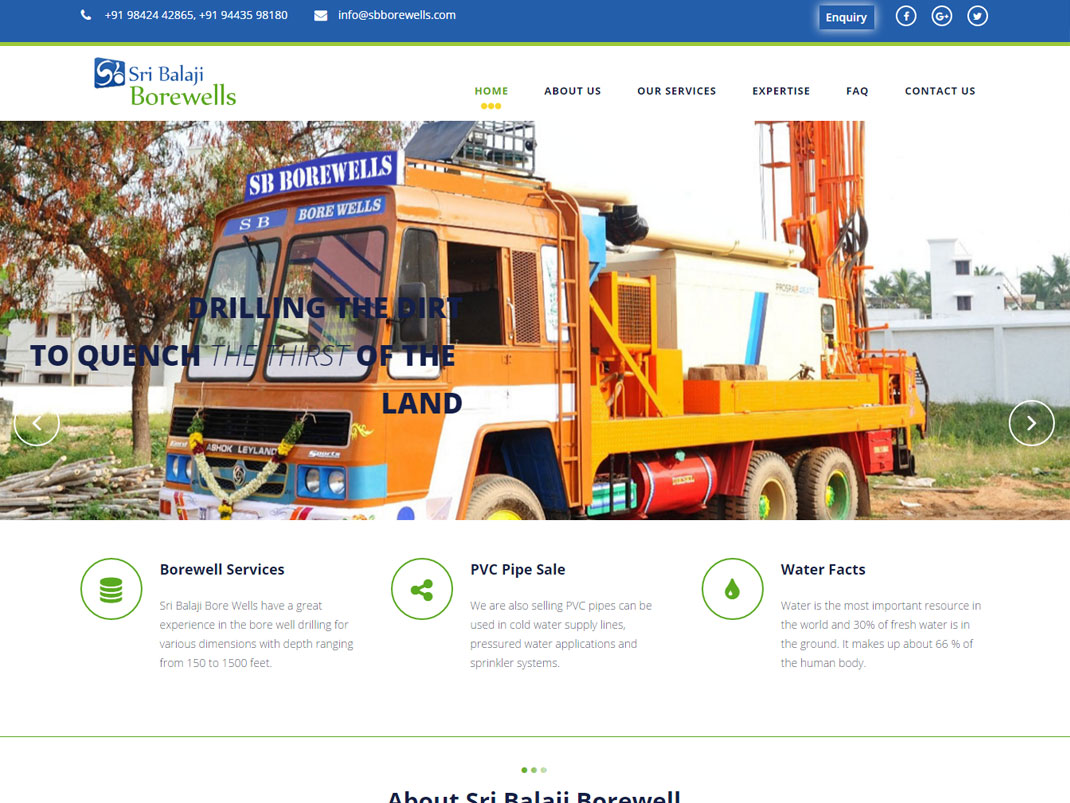 +91 98424 42865, +91 94435 98180
info@sbborewells.com
Enquiry
Sri Balaji
Borewells
HOME
ABOUT US
OUR SERVICES
EXPERTISE
FAQ
CONTACT US
SB BOREWELLS
S B
BORE WELLS
DRILLING THE DIRT
TO QUENCH THE THIRST OF THE
LAND
ASHOK LEYLAND
Sports
DIESEL
Borewell Services
Sri Balaji Bore Wells have a great
experience in the bore well drilling for
various dimensions with depth ranging
from 150 to 1500 feet.
PVC Pipe Sale
We are also selling PVC pipes can be
used in cold water supply lines,
pressured water applications and
sprinkler systems.
Water Facts
Water is the most important resource in
the world and 30% of fresh water is in
the ground. It makes up about 66 % of
the human body.
About Sri Balaji Borewell